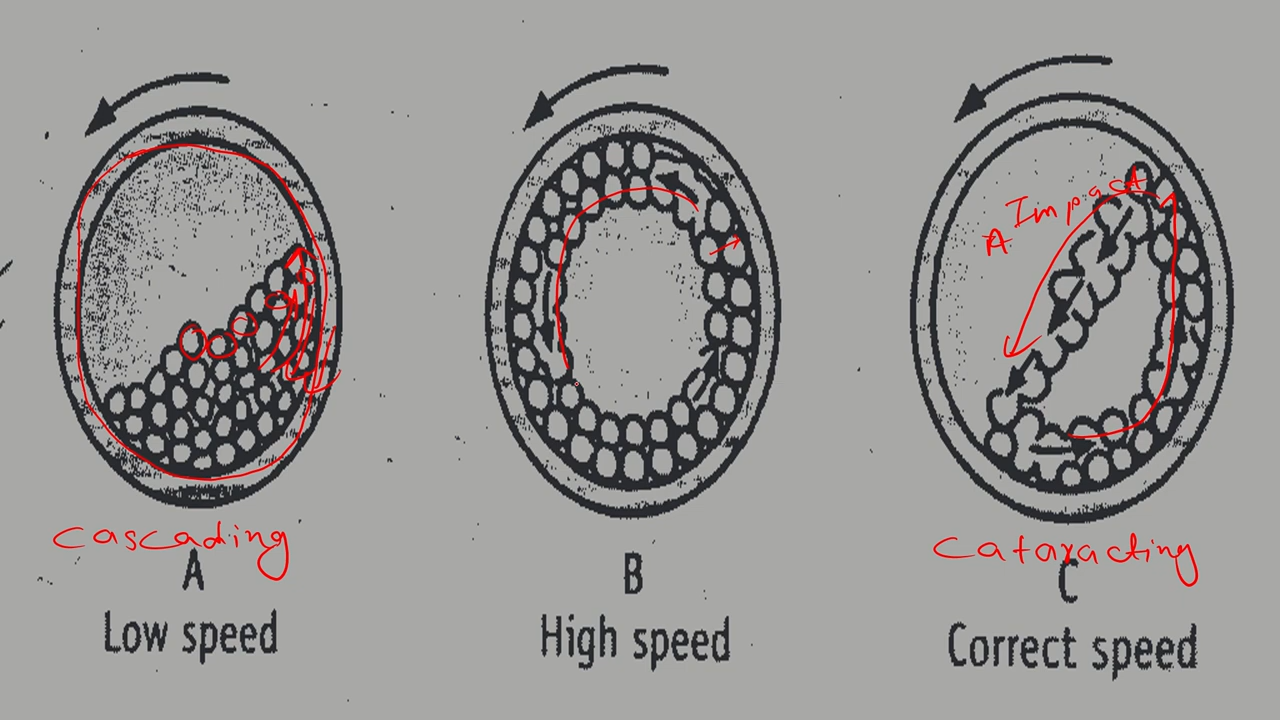 A Impact
cascading
cataracting
A
B
C
Low speed
High speed
Correct speed